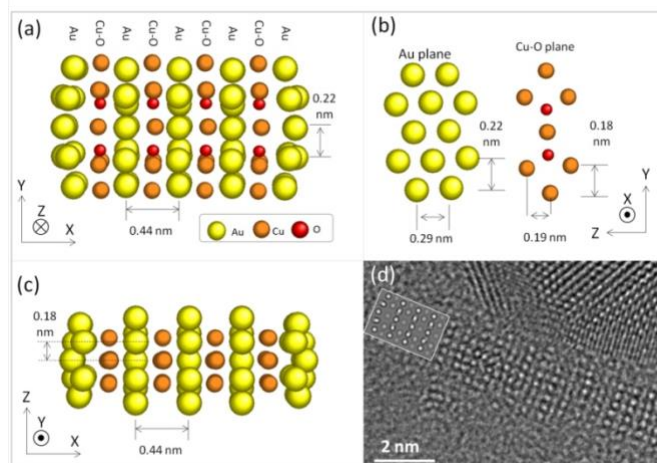 (a)
Au Cu-O Au Cu-O Au Cu-O Au Cu-O Au
0.22
nm
Y
Z
X
0.44 nm
Au Cu O
(b)
Au plane
Cu-O plane
0.22
nm
0.18
nm
0.29 nm
0.19 nm
Y
X
Z
(c)
0.18
nm
Z
Y
X
0.44 nm
(d)
2 nm